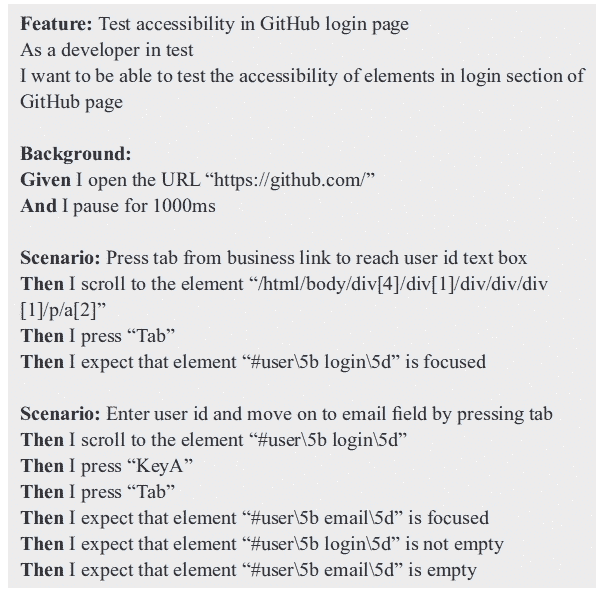 Feature: Test accessibility in GitHub login page
As a developer in test
I want to be able to test the accessibility of elements in login section of
GitHub page
Background:
Given I open the URL “https://github.com/”
And I pause for 1000ms
Scenario: Press tab from business link to reach user id text box
Then I scroll to the element “/html/body/div[4]/div[1]/div/div/div
[1]/p/a[2]”
Then I press “Tab”
Then I expect that element “#user\5b login\5d” is focused
Scenario: Enter user id and move on to email field by pressing tab
Then I scroll to the element “#user\5b login\5d”
Then I press “KeyA”
Then I press “Tab”
Then I expect that element “#user\5b email\5d” is focused
Then I expect that element “#user\5b login\5d” is not empty
Then I expect that element “#user\5b email\5d” is empty